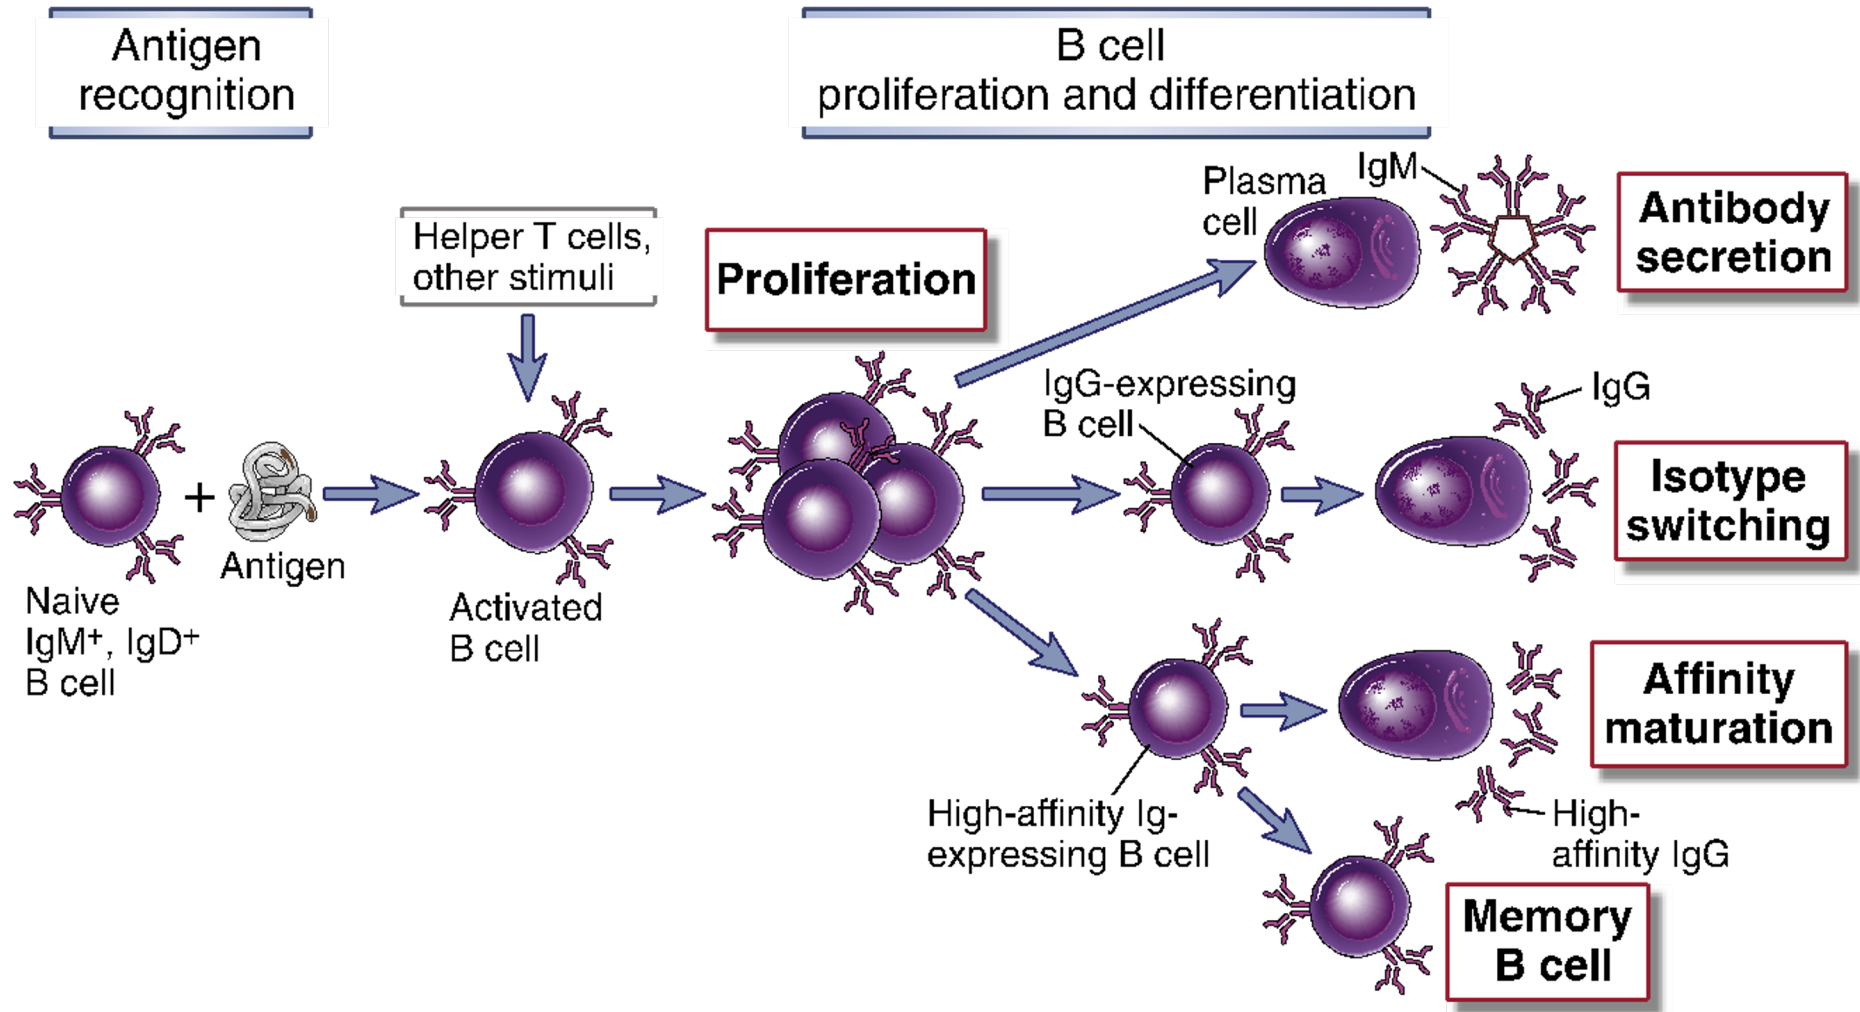 Antigen
recognition
B cell
proliferation and differentiation
Helper T cells,
other stimuli
Proliferation
Plasma
cell
IgM
Antibody
secretion
IgG-expressing
B cell
IgG
Isotype
switching
+
Antigen
Naive
IgM⁺, IgD⁺
B cell
Activated
B cell
Affinity
maturation
High-affinity Ig-
expressing B cell
High-
affinity IgG
Memory
B cell